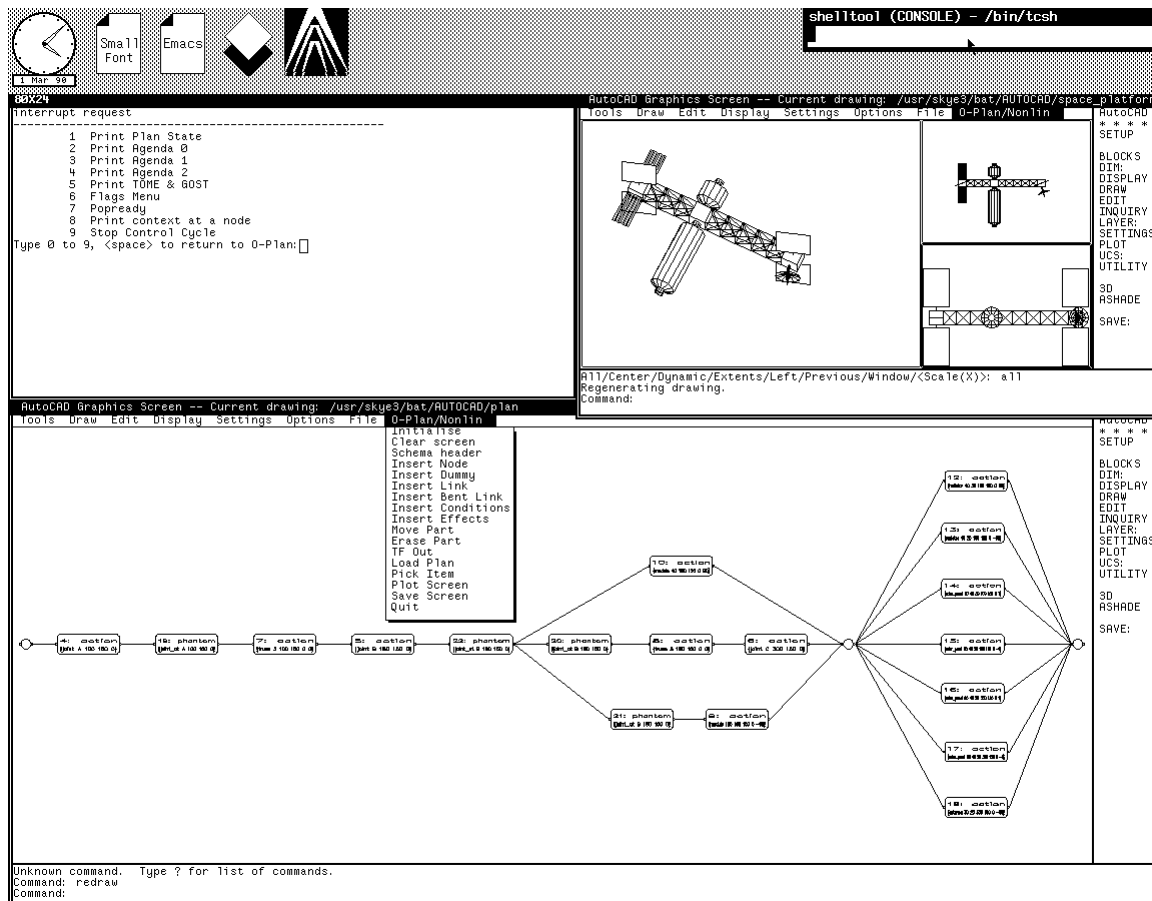 shelltool (CONSOLE) - /bin/tcsh
Small
Font
Emacs
1 Mar 90
80X24
interrupt request
--------------------------------------------------------
1 Print Plan State
2 Print Agenda 0
3 Print Agenda 1
4 Print Agenda 2
5 Print TOME & GOST
6 Flags Menu
7 Popready
8 Print context at a node
9 Stop Control Cycle
Type 0 to 9, <space> to return to O-Plan:
AutoCAD Graphics Screen -- Current drawing: /usr/skye3/bat/AUTOCAD/space_platform
Tools Draw Edit Display Settings Options File O-Plan/Nonlin
AutoCAD
* * * *
SETUP
BLOCKS
DIM:
DISPLAY
DRAW
EDIT
INQUIRY
LAYER:
SETTINGS
PLOT
UCS:
UTILITY
3D
ASHADE
SAVE:
All/Center/Dynamic/Extents/Left/Previous/Window/<Scale(X)>: all
Regenerating drawing.
Command:
AutoCAD Graphics Screen -- Current drawing: /usr/skye3/bat/AUTOCAD/plan
Tools Draw Edit Display Settings Options File O-Plan/Nonlin
Initialise
Clear screen
Schema header
Insert Node
Insert Dummy
Insert Link
Insert Bent Link
Insert Conditions
Insert Effects
Move Part
Erase Part
TF Out
Load Plan
Pick Item
Plot Screen
Save Screen
Quit
AutoCAD
* * * *
SETUP
BLOCKS
DIM:
DISPLAY
DRAW
EDIT
INQUIRY
LAYER:
SETTINGS
PLOT
UCS:
UTILITY
3D
ASHADE
SAVE:
12: action
13: action
14: action
10: action
4: action
19: phantom
7: action
5: action
22: phantom
20: phantom
8: action
6: action
15: action
16: action
21: phantom
9: action
17: action
18: action
Unknown command. Type ? for list of commands.
Command: redraw
Command: